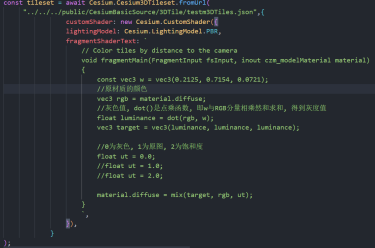 const tileset = await Cesium.Cesium3DTileset.fromUrl(
"../../../public/CesiumBasicSource/3DTile/testm3DTiles.json",{
customShader: new Cesium.CustomShader({
lightingModel: Cesium.LightingModel.PBR,
fragmentShaderText: `
// Color tiles by distance to the camera
void fragmentMain(FragmentInput fsInput, inout czm_modelMaterial material)
{
const vec3 w = vec3(0.2125, 0.7154, 0.0721);
//原材质的颜色
vec3 rgb = material.diffuse;
//灰色值, dot()是点乘函数, 即w与RGB分量相乘然和求和, 得到灰度值
float luminance = dot(rgb, w);
vec3 target = vec3(luminance, luminance, luminance);
//0为灰色, 1为原图, 2为饱和度
float ut = 0.0;
//float ut = 1.0;
//float ut = 2.0;
material.diffuse = mix(target, rgb, ut);
}
`,
}),
}
);